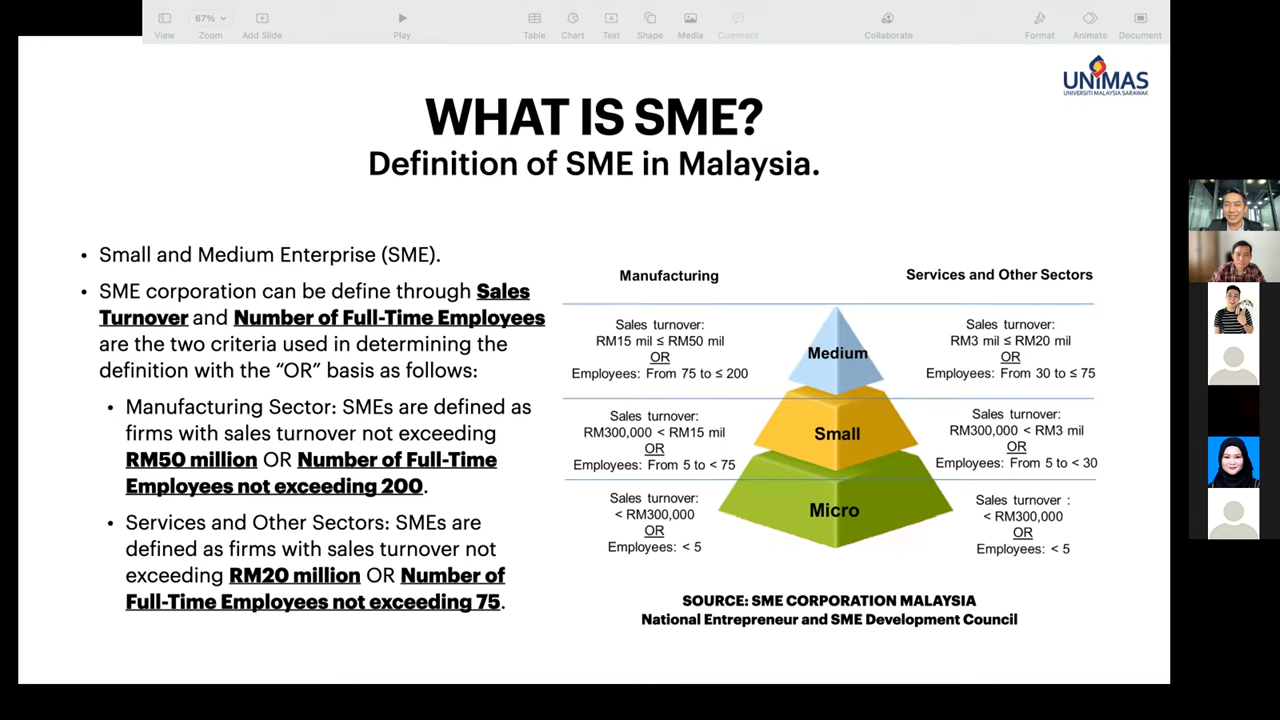 67%
View
Zoom
Add Slide
Play
Table
Chart
Text
Shape
Media
Comment
Collaborate
Format
Animate
Document
UNIMAS
UNIVERSITI MALAYSIA SARAWAK
WHAT IS SME?
Definition of SME in Malaysia.
• Small and Medium Enterprise (SME).
• SME corporation can be define through Sales
Turnover and Number of Full-Time Employees
are the two criteria used in determining the
definition with the “OR” basis as follows:
• Manufacturing Sector: SMEs are defined as
firms with sales turnover not exceeding
RM50 million OR Number of Full-Time
Employees not exceeding 200.
• Services and Other Sectors: SMEs are
defined as firms with sales turnover not
exceeding RM20 million OR Number of
Full-Time Employees not exceeding 75.
Manufacturing
Services and Other Sectors
Sales turnover:
RM15 mil ≤ RM50 mil
OR
Employees: From 75 to ≤ 200
Medium
Sales turnover:
RM3 mil ≤ RM20 mil
OR
Employees: From 30 to ≤ 75
Sales turnover:
RM300,000 < RM15 mil
OR
Employees: From 5 to < 75
Small
Sales turnover:
RM300,000 < RM3 mil
OR
Employees: From 5 to < 30
Sales turnover:
< RM300,000
OR
Employees: < 5
Micro
Sales turnover :
< RM300,000
OR
Employees: < 5
SOURCE: SME CORPORATION MALAYSIA
National Entrepreneur and SME Development Council